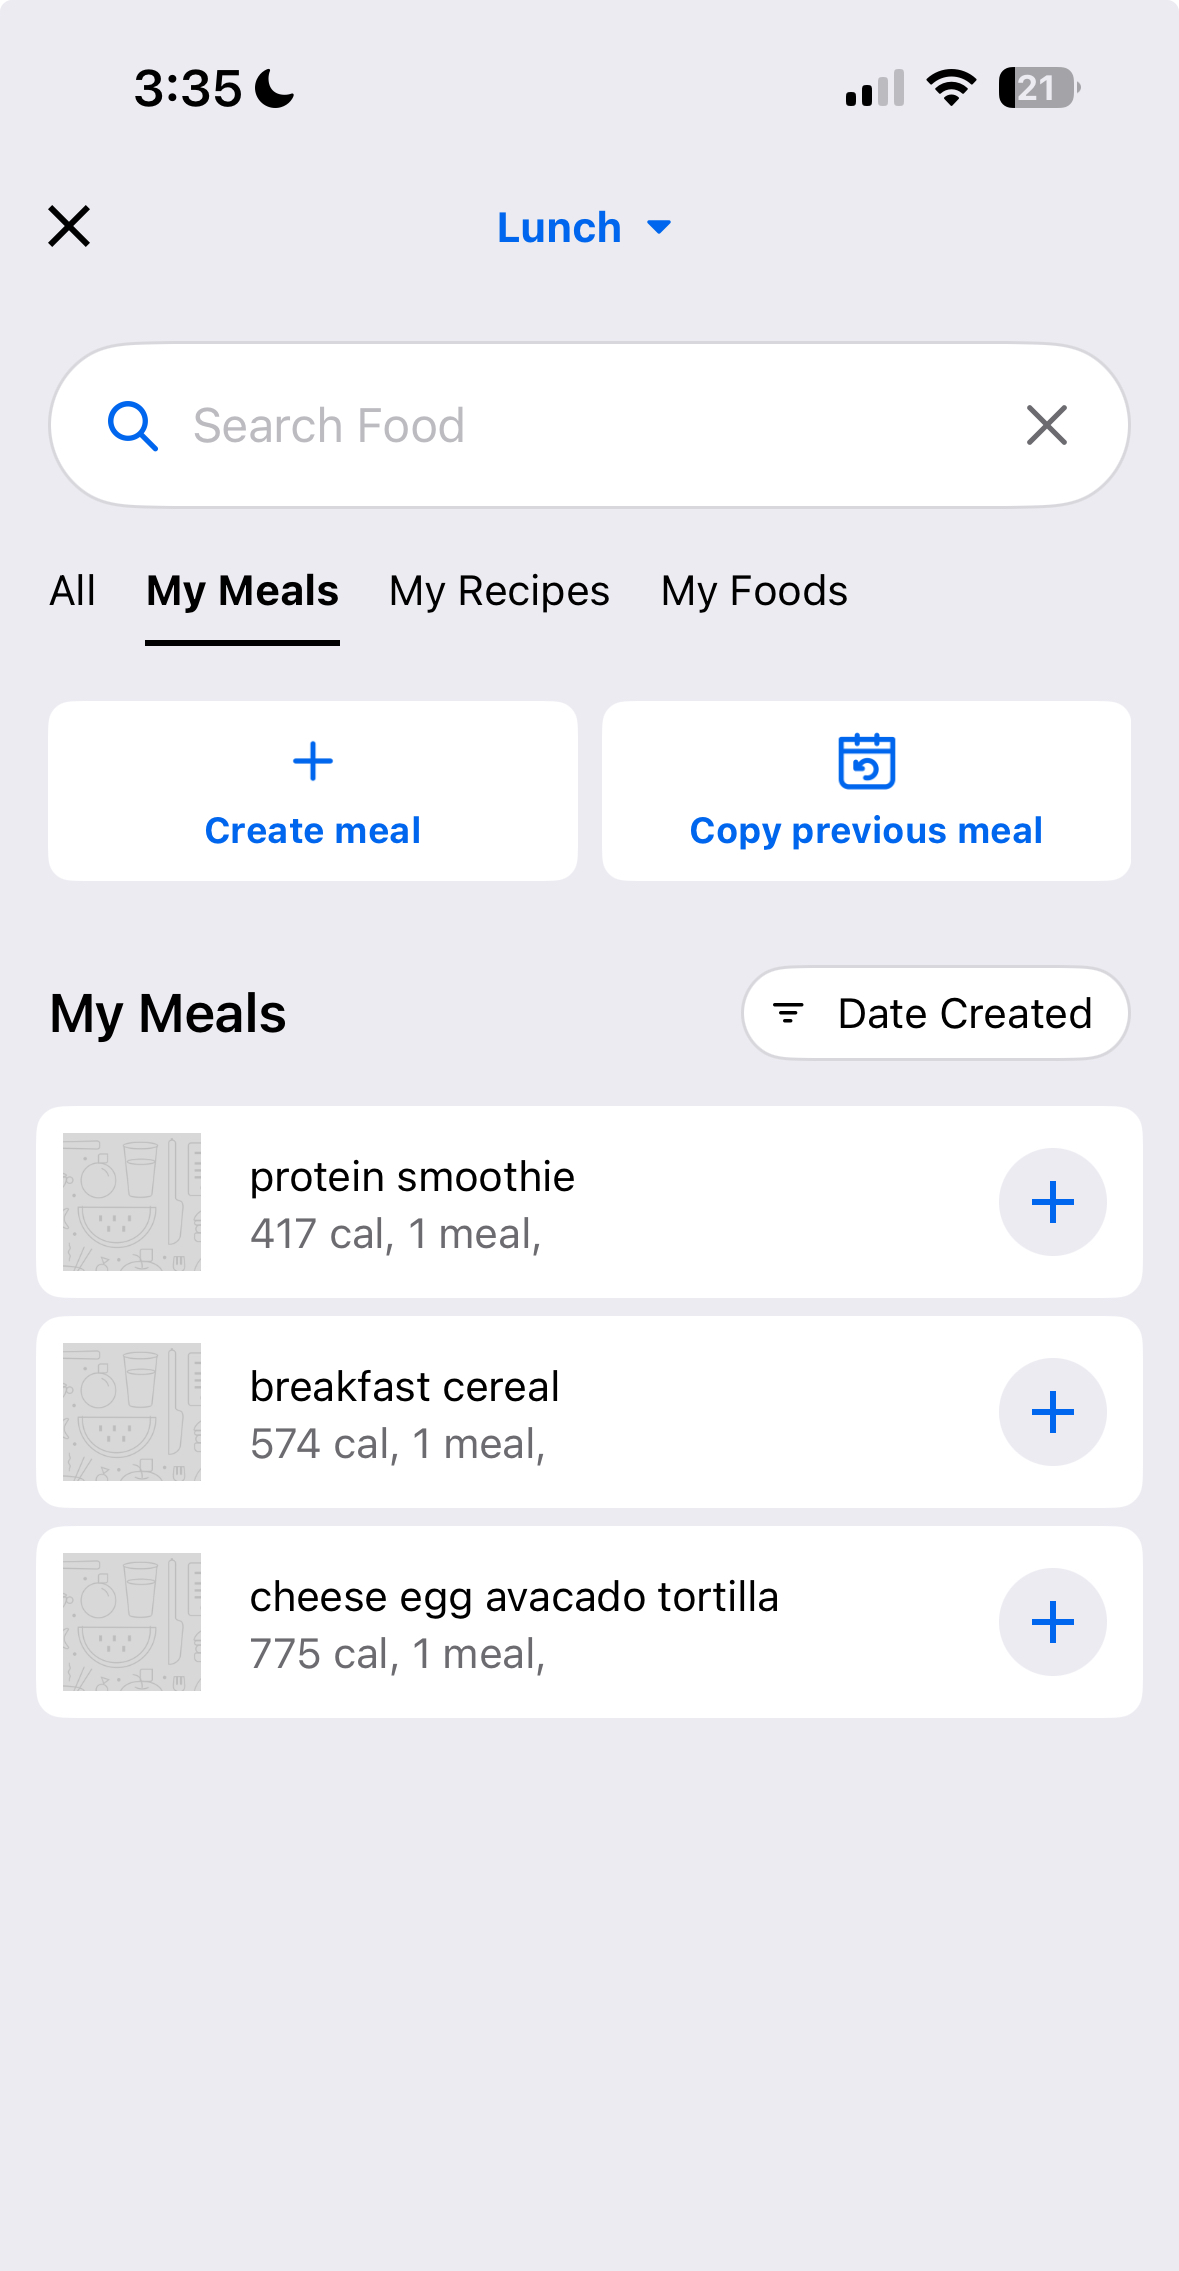 3:35
21
Lunch
Search Food
All My Meals My Recipes My Foods
Create meal
Copy previous meal
My Meals
Date Created
protein smoothie
417 cal, 1 meal,
breakfast cereal
574 cal, 1 meal,
cheese egg avacado tortilla
775 cal, 1 meal,